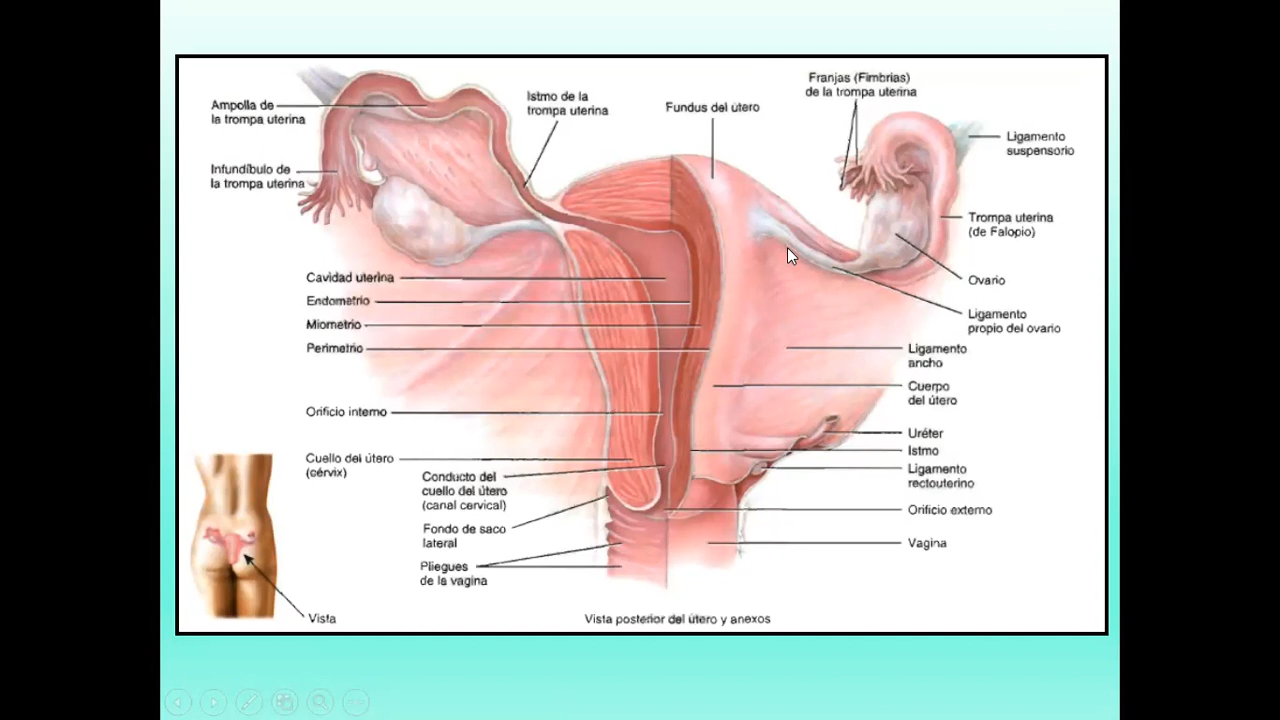 Ampolla de
la trompa uterina
Infundíbulo de
la trompa uterina
Istmo de la
trompa uterina
Fundus del útero
Franjas (Fimbrias)
de la trompa uterina
Ligamento
suspensorio
Trompa uterina
(de Falopio)
Ovario
Ligamento
propio del ovario
Cavidad uterina
Endometrio
Miometrio
Perimetrio
Orificio interno
Cuello del útero
(cérvix)
Conducto del
cuello del útero
(canal cervical)
Fondo de saco
lateral
Pliegues
de la vagina
Ligamento
ancho
Cuerpo
del útero
Uréter
Istmo
Ligamento
rectouterino
Orificio externo
Vagina
Vista
Vista posterior del útero y anexos